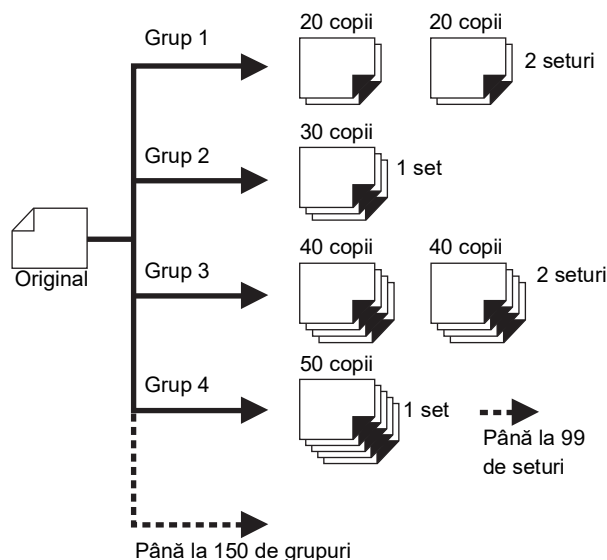 Grup 1
20 copii
20 copii
2 seturi
Grup 2
30 copii
1 set
Original
Grup 3
40 copii
40 copii
2 seturi
Grup 4
50 copii
1 set
Până la 99
de seturi
Până la 150 de grupuri